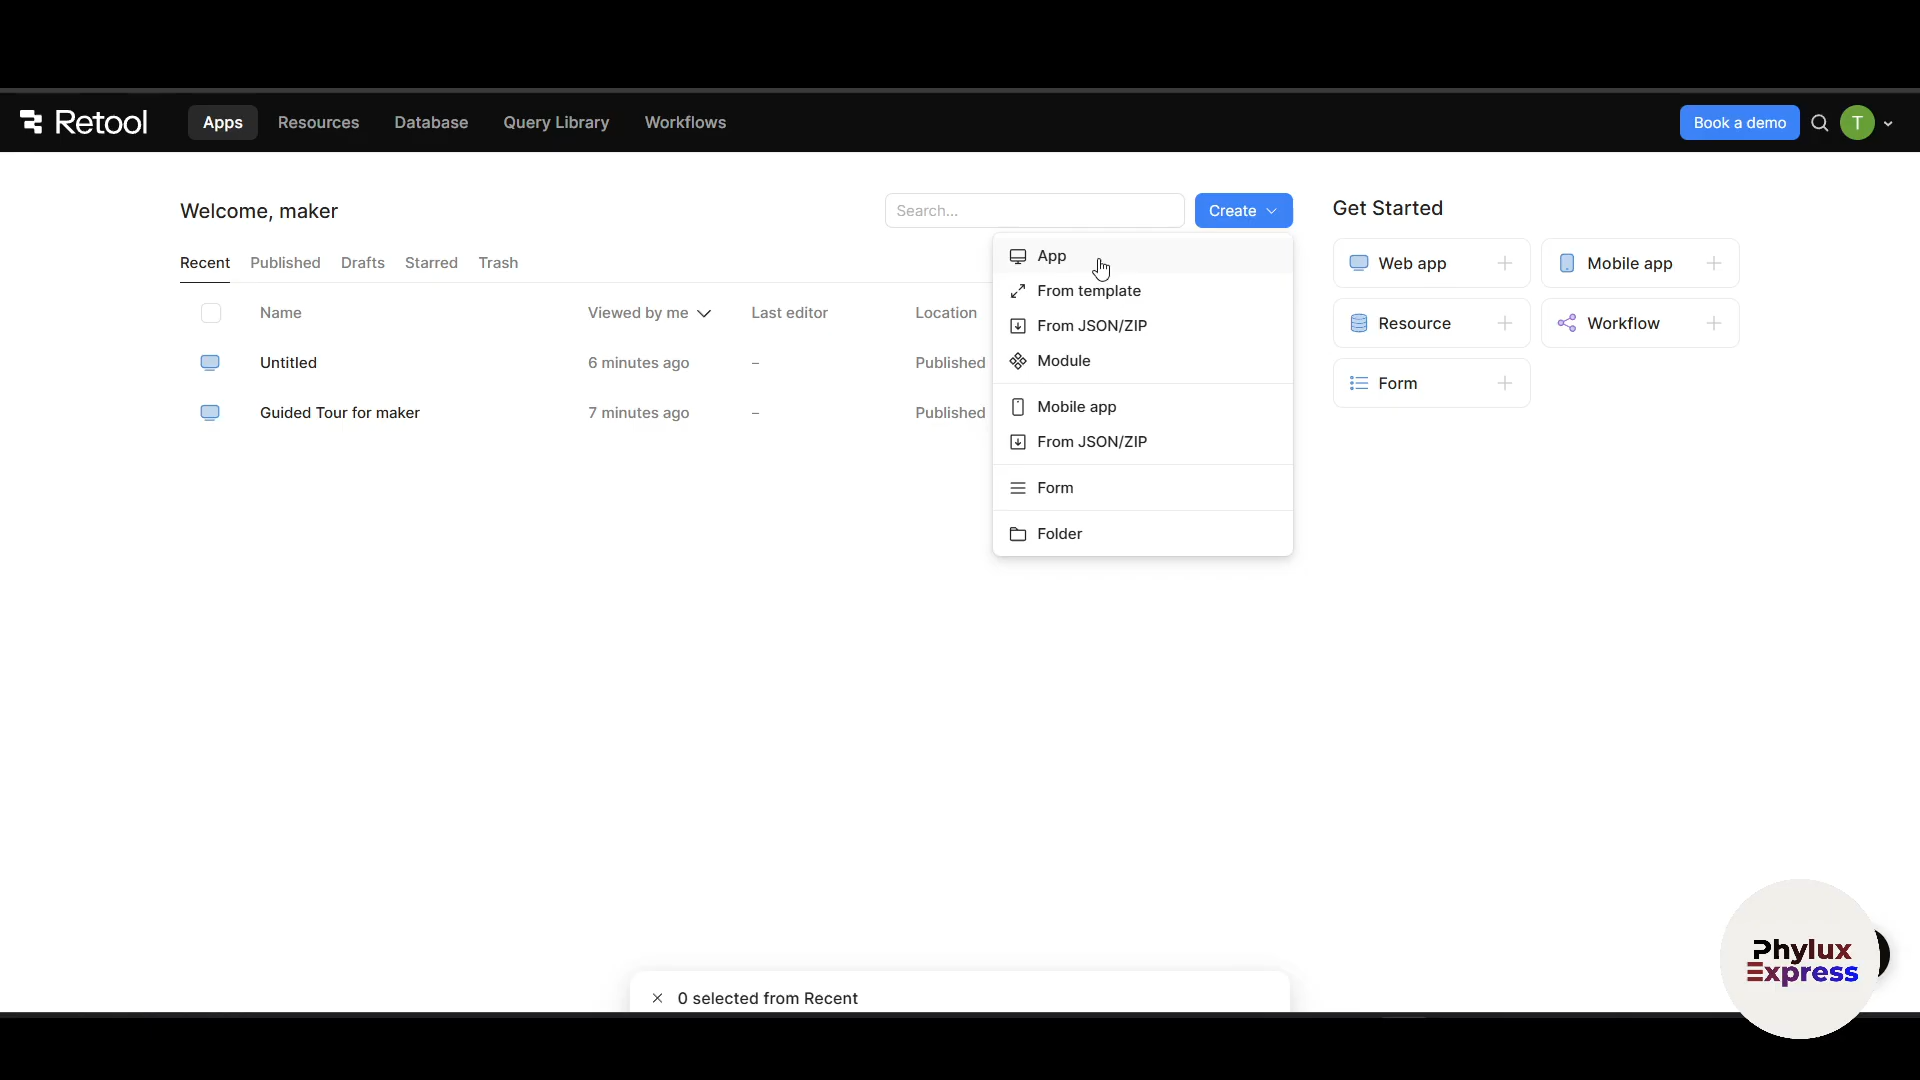 Retool
Apps
Resources
Database
Query Library
Workflows
Book a demo
T
Welcome, maker
Search...
Create
Get Started
Recent
Published
Drafts
Starred
Trash
Name
Viewed by me
Last editor
Location
Untitled
6 minutes ago
–
Published
Guided Tour for maker
7 minutes ago
–
Published
App
From template
From JSON/ZIP
Module
Mobile app
From JSON/ZIP
Form
Folder
Web app
Mobile app
Resource
Workflow
Form
0 selected from Recent
Phylux
Express